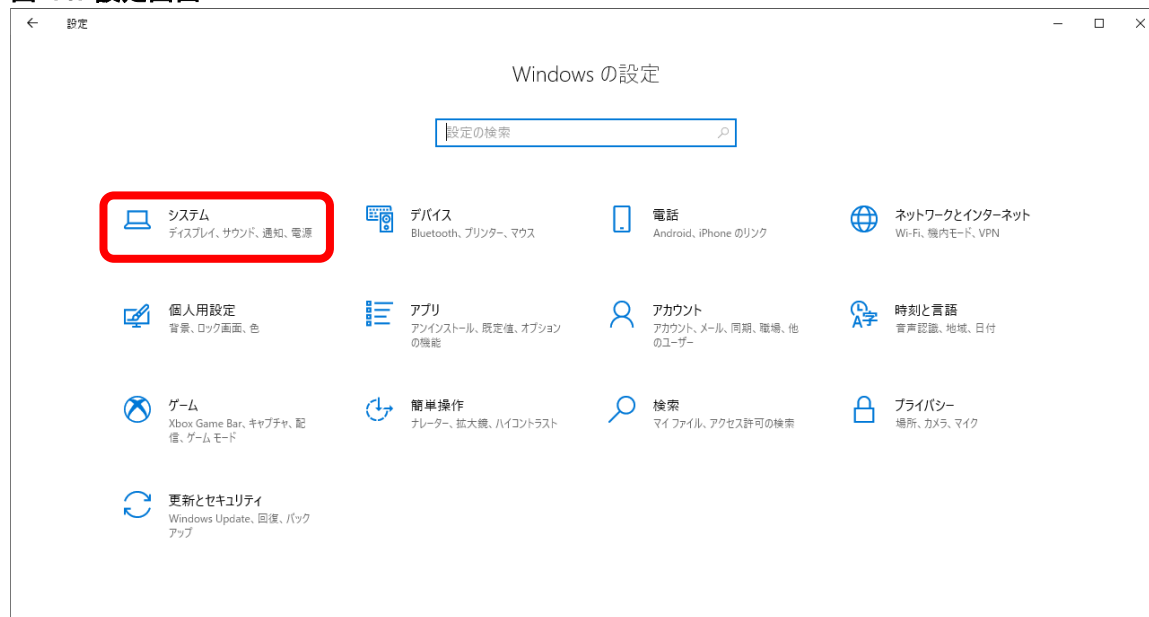 設定
Windows の設定
設定の検索
システム
ディスプレイ、サウンド、通知、電源
デバイス
Bluetooth、プリンター、マウス
電話
Android、iPhone のリンク
ネットワークとインターネット
Wi-Fi、機内モード、VPN
個人用設定
背景、ロック画面、色
アプリ
アンインストール、既定値、オプション
の機能
アカウント
アカウント、メール、同期、職場、他
のユーザー
時刻と言語
音声認識、地域、日付
ゲーム
Xbox Game Bar、キャプチャ、配
信、ゲーム モード
簡単操作
ナレーター、拡大鏡、ハイコントラスト
検索
マイ ファイル、アクセス許可の検索
プライバシー
場所、カメラ、マイク
更新とセキュリティ
Windows Update、回復、バック
アップ